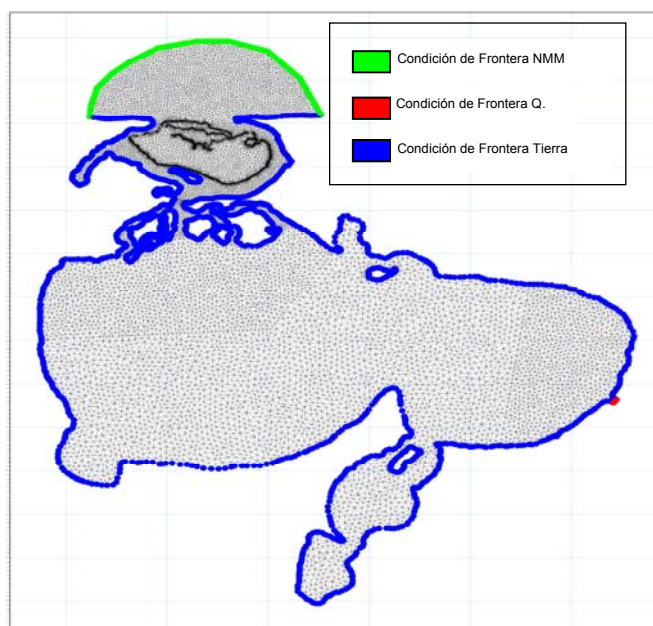 Condición de Frontera NMM
Condición de Frontera Q.
Condición de Frontera Tierra